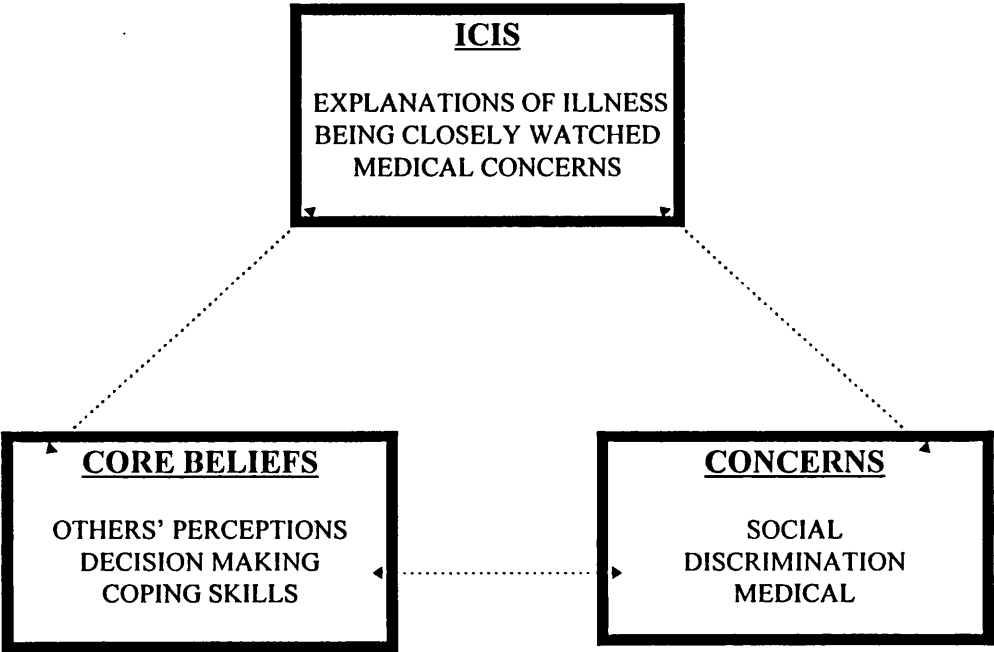 ICIS
EXPLANATIONS OF ILLNESS
BEING CLOSELY WATCHED
MEDICAL CONCERNS
CORE BELIEFS
OTHERS' PERCEPTIONS
DECISION MAKING
COPING SKILLS
CONCERNS
SOCIAL
DISCRIMINATION
MEDICAL